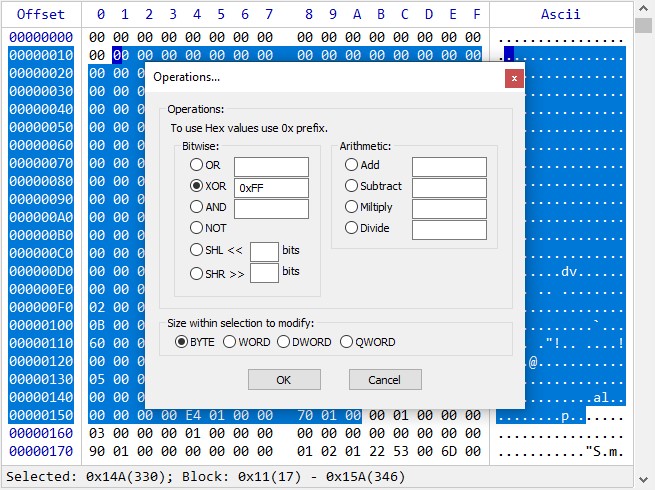 Offset 0 1 2 3 4 5 6 7 8 9 A B C D E F Ascii
00000000 00 00 00 00 00 00 00 00 00 00 00 00 00 00 00 00 ................
00000010 00 00 00 00 00 00 00 00 00 00 00 00 00 00 00 00 ................
00000020 00 00 ............
00000030 00 00 ............
00000040 00 00 ............
00000050 00 00 ............
00000060 00 00 ............
00000070 00 00 ............
00000080 00 00 ............
00000090 00 00 ............
000000A0 00 00 ............
000000B0 00 00 ............
000000C0 00 00 ............
000000D0 00 00 ....dv......
000000E0 00 00 ............
000000F0 02 00 ............
00000100 0B 00 ........`...
00000110 60 00 .."!.. ....!
00000120 00 00 .@..........
00000130 05 00 ............
00000140 00 00 ........al..
00000150 00 00 00 00 E4 01 00 00 70 01 00 00 01 00 00 00 ........p.......
00000160 03 00 00 00 01 00 00 00 00 00 00 00 00 00 00 00 ................
00000170 90 01 00 00 00 00 00 00 01 02 01 22 53 00 6D 00 ..........."S.m.
Operations...
Operations:
To use Hex values use 0x prefix.
Bitwise:
OR
XOR 0xFF
AND
NOT
SHL << bits
SHR >> bits
Arithmetic:
Add
Subtract
Miltiply
Divide
Size within selection to modify:
BYTE WORD DWORD QWORD
OK Cancel
Selected: 0x14A(330); Block: 0x11(17) - 0x15A(346)